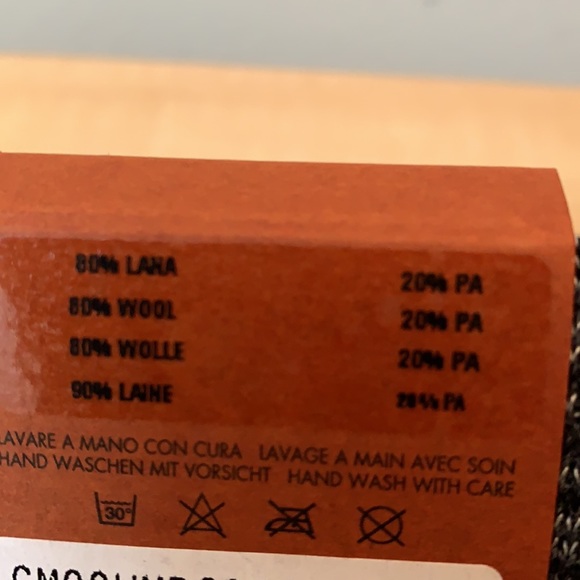 80% LANA 20% PA
80% WOOL 20% PA
80% WOLLE 20% PA
90% LAINE 20% PA
LAVARE A MANO CON CURA LAVAGE A MAIN AVEC SOIN
HAND WASCHEN MIT VORSICHT HAND WASH WITH CARE
30°